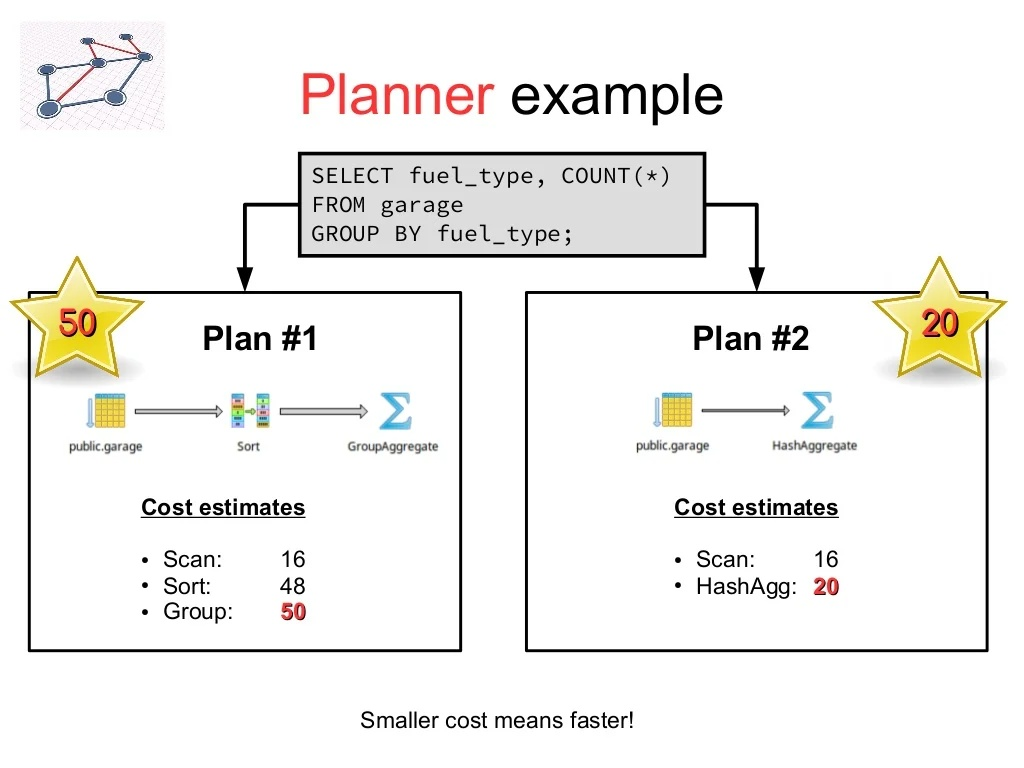 Planner example
SELECT fuel_type, COUNT(*)
FROM garage
GROUP BY fuel_type;
50
Plan #1
public.garage
Sort
GroupAggregate
Cost estimates
• Scan: 16
• Sort: 48
• Group: 50
20
Plan #2
public.garage
HashAggregate
Cost estimates
• Scan: 16
• HashAgg: 20
Smaller cost means faster!